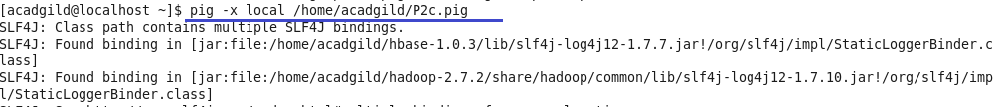 [acadgild@localhost ~]$ pig -x local /home/acadgild/P2c.pig
SLF4J: Class path contains multiple SLF4J bindings.
SLF4J: Found binding in [jar:file:/home/acadgild/hbase-1.0.3/lib/slf4j-log4j12-1.7.7.jar!/org/slf4j/impl/StaticLoggerBinder.c
lass]
SLF4J: Found binding in [jar:file:/home/acadgild/hadoop-2.7.2/share/hadoop/common/lib/slf4j-log4j12-1.7.10.jar!/org/slf4j/imp
l/StaticLoggerBinder.class]